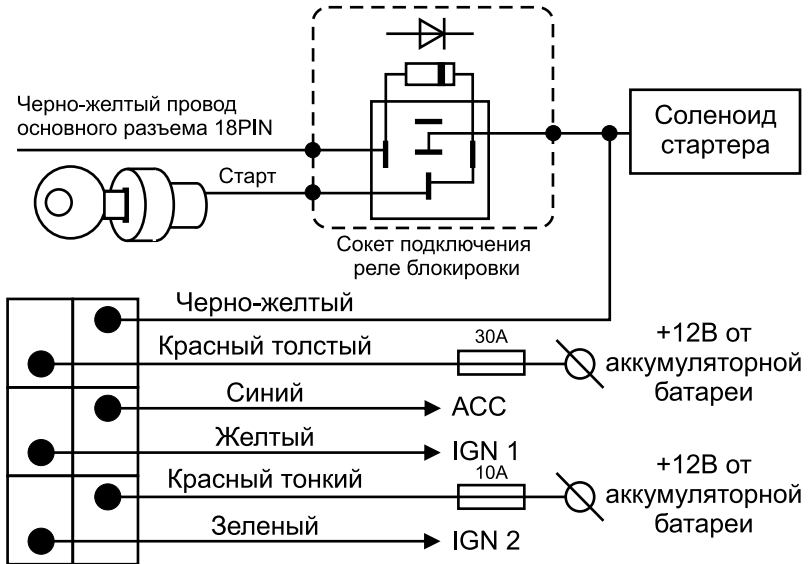 Черно-желтый провод
основного разъема 18PIN
Старт
Соленоид
стартера
Сокет подключения
реле блокировки
Черно-желтый
Красный толстый
30A
+12В от
аккумуляторной
батареи
Синий
ACC
Желтый
IGN 1
Красный тонкий
10A
+12В от
аккумуляторной
батареи
Зеленый
IGN 2